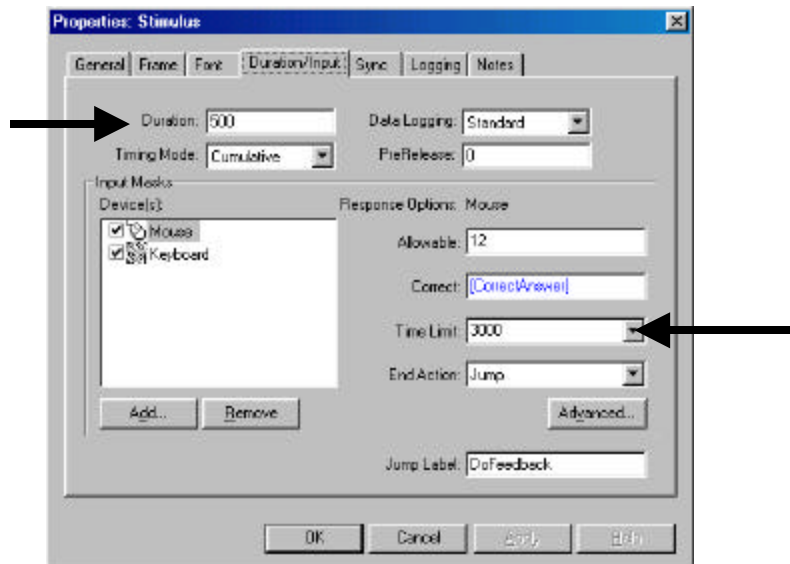 Properties: Stimulus
General Frame Font Duration/Input Sync Logging Notes
Duration: 500 Data Logging: Standard
Timing Mode: Cumulative PreRelease: 0
Input Masks
Device(s): Response Options: Mouse
Mouse Allowable: 12
Keyboard
Correct: [CorrectAnswer]
Time Limit: 3000
End Action: Jump
Add... Remove Advanced...
Jump Label: DoFeedback
OK Cancel Apply Help